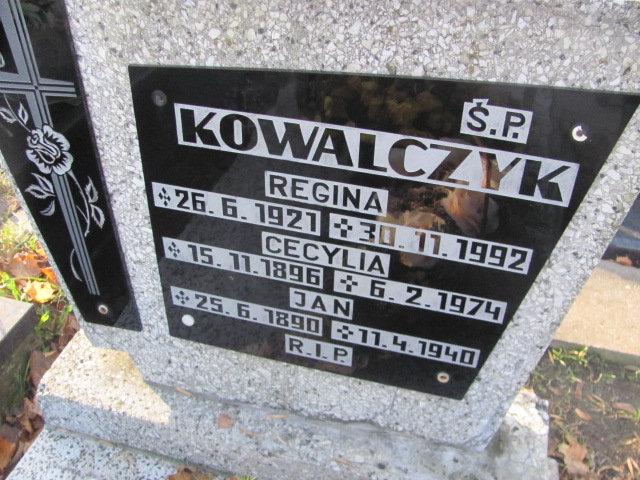 Ś.P.
KOWALCZYK
REGINA
26.6.1921 30.11.1992
CECYLIA
15.11.1896 6.2.1974
JAN
25.6.1890 11.4.1940
R.I.P